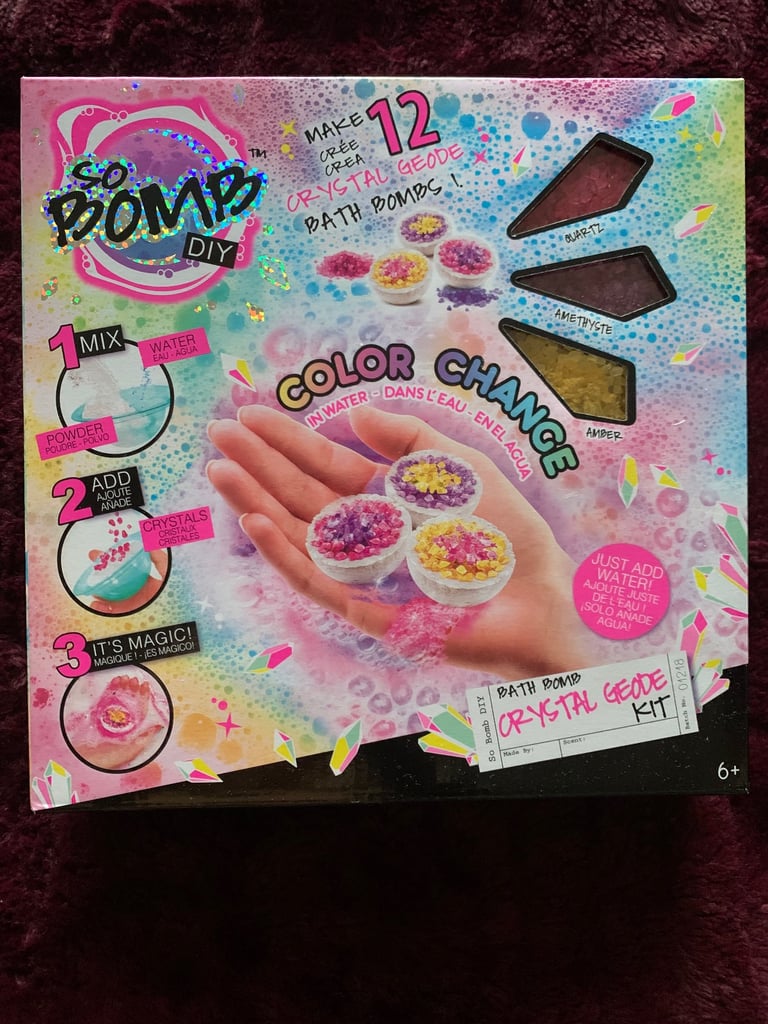 SO
BOMB™
DIY
MAKE 12
CRÉE
CREA
CRYSTAL GEODE
BATH BOMBS !
QUARTZ
AMETHYSTE
AMBER
1 MIX
WATER
EAU - AGUA
POWDER
POUDRE - POLVO
COLOR CHANGE
IN WATER - DANS L'EAU - EN EL AGUA
2 ADD
AJOUTE
AÑADE
CRYSTALS
CRISTAUX
CRISTALES
3 IT'S MAGIC!
MAGIQUE ! - ¡ES MAGICO!
JUST ADD
WATER!
AJOUTE JUSTE
DE L'EAU !
¡SOLO AÑADE
AGUA!
So Bomb DIY
BATH BOMB
CRYSTAL GEODE
KIT
Made By:
Scent:
Batch Nr. 01218
6+